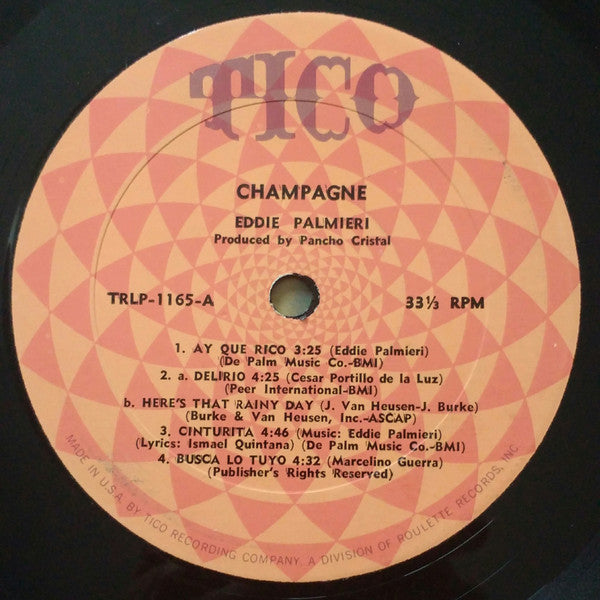 TICO
CHAMPAGNE
EDDIE PALMIERI
Produced by Pancho Cristal
TRLP-1165-A 33⅓ RPM
1. AY QUE RICO 3:25 (Eddie Palmieri)
(De Palm Music Co.-BMI)
2. a. DELIRIO 4:25 (Cesar Portillo de la Luz)
(Peer International-BMI)
b. HERE'S THAT RAINY DAY (J. Van Heusen-J. Burke)
(Burke & Van Heusen, Inc.-ASCAP)
3. CINTURITA 4:46 (Music: Eddie Palmieri)
(Lyrics: Ismael Quintana) (De Palm Music Co.-BMI)
4. BUSCA LO TUYO 4:32 (Marcelino Guerra)
(Publisher's Rights Reserved)
MADE IN U.S.A. BY TICO RECORDING COMPANY. A DIVISION OF ROULETTE RECORDS, INC.